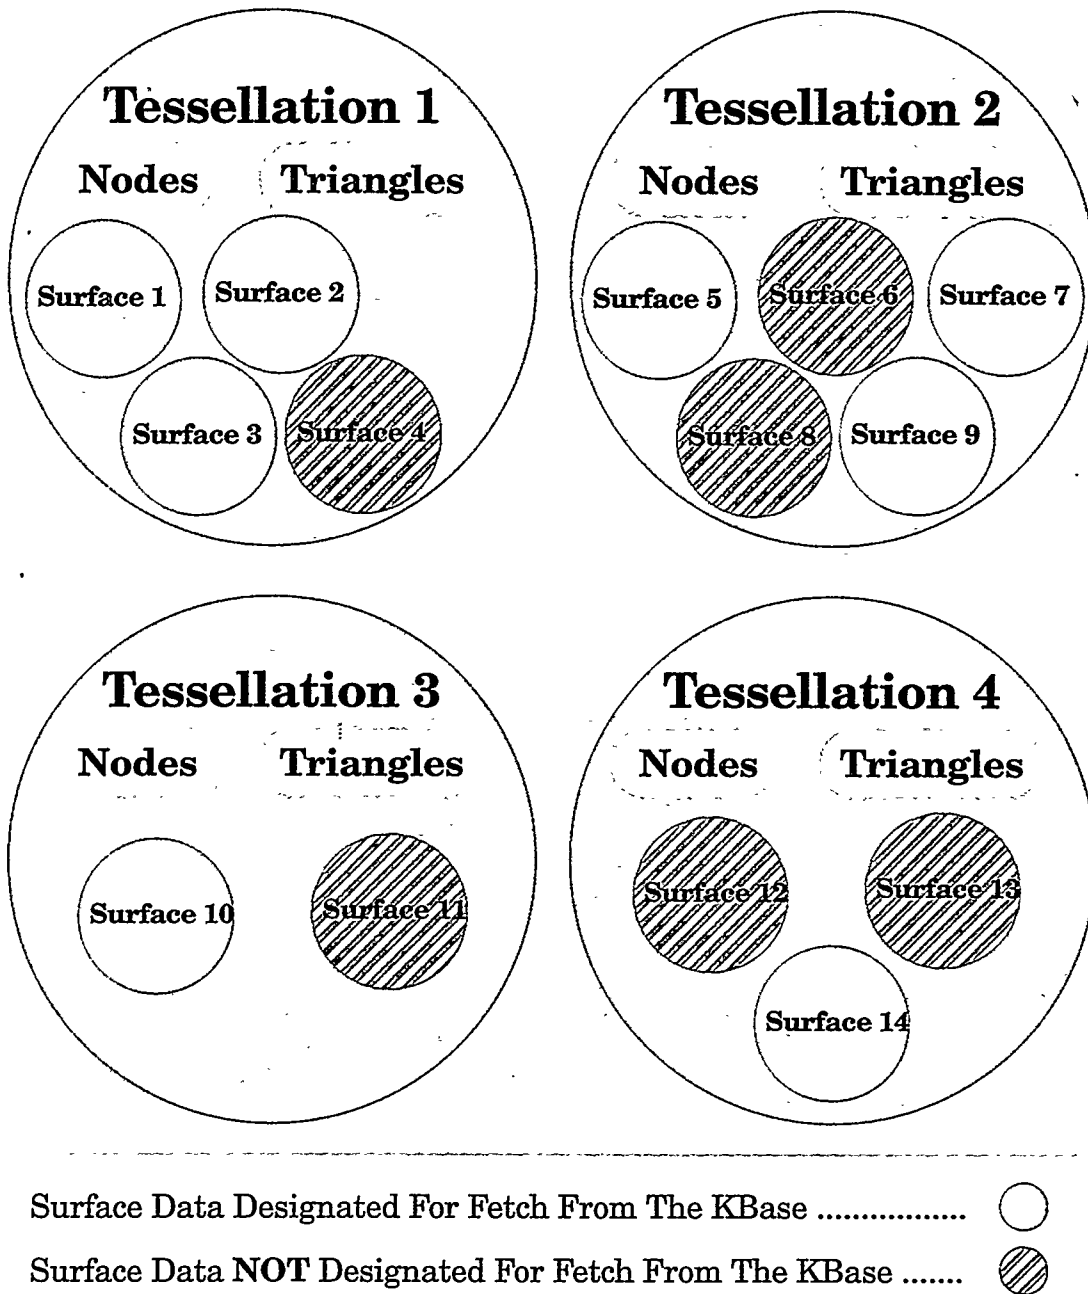 Tessellation 1
Nodes Triangles
Surface 1 Surface 2
Surface 3 Surface 4
Tessellation 2
Nodes Triangles
Surface 5 Surface 6 Surface 7
Surface 8 Surface 9
Tessellation 3
Nodes Triangles
Surface 10 Surface 11
Tessellation 4
Nodes Triangles
Surface 12 Surface 13
Surface 14
Surface Data Designated For Fetch From The KBase .................
Surface Data NOT Designated For Fetch From The KBase .......